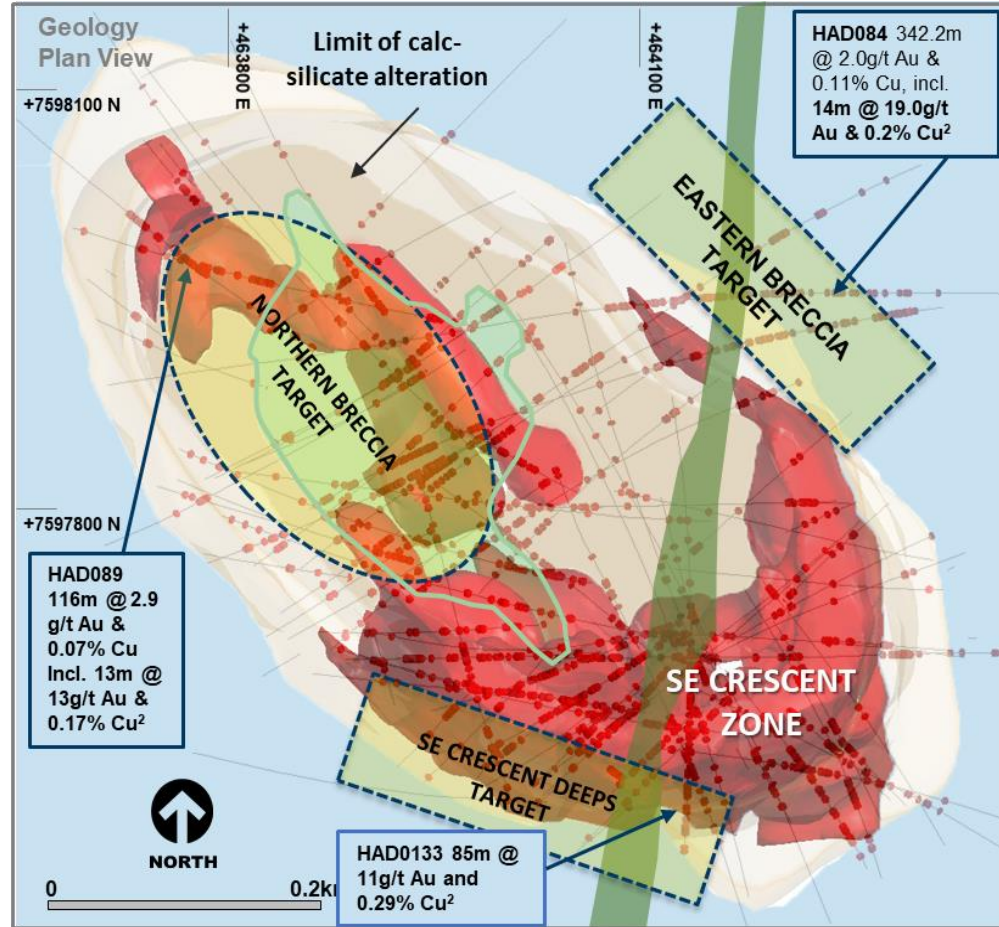 Geology
Plan View
+463800 E
Limit of calc-
silicate alteration
+464100 E
HAD084 342.2m
@ 2.0g/t Au &
0.11% Cu, incl.
14m @ 19.0g/t
Au & 0.2% Cu²
+7598100 N
EASTERN BRECCIA
TARGET
NORTHERN BRECCIA
TARGET
+7597800 N
HAD089
116m @ 2.9
g/t Au &
0.07% Cu
Incl. 13m @
13g/t Au &
0.17% Cu²
SE CRESCENT
ZONE
SE CRESCENT DEEPS
TARGET
NORTH
HAD0133 85m @
11g/t Au and
0.29% Cu²
0 0.2k